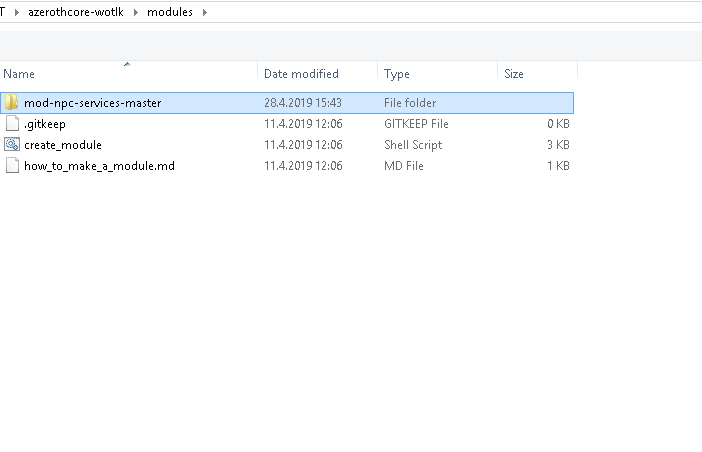 T azerothcore-wotlk modules
Name Date modified Type Size
mod-npc-services-master 28.4.2019 15:43 File folder
.gitkeep 11.4.2019 12:06 GITKEEP File 0 KB
create_module 11.4.2019 12:06 Shell Script 3 KB
how_to_make_a_module.md 11.4.2019 12:06 MD File 1 KB